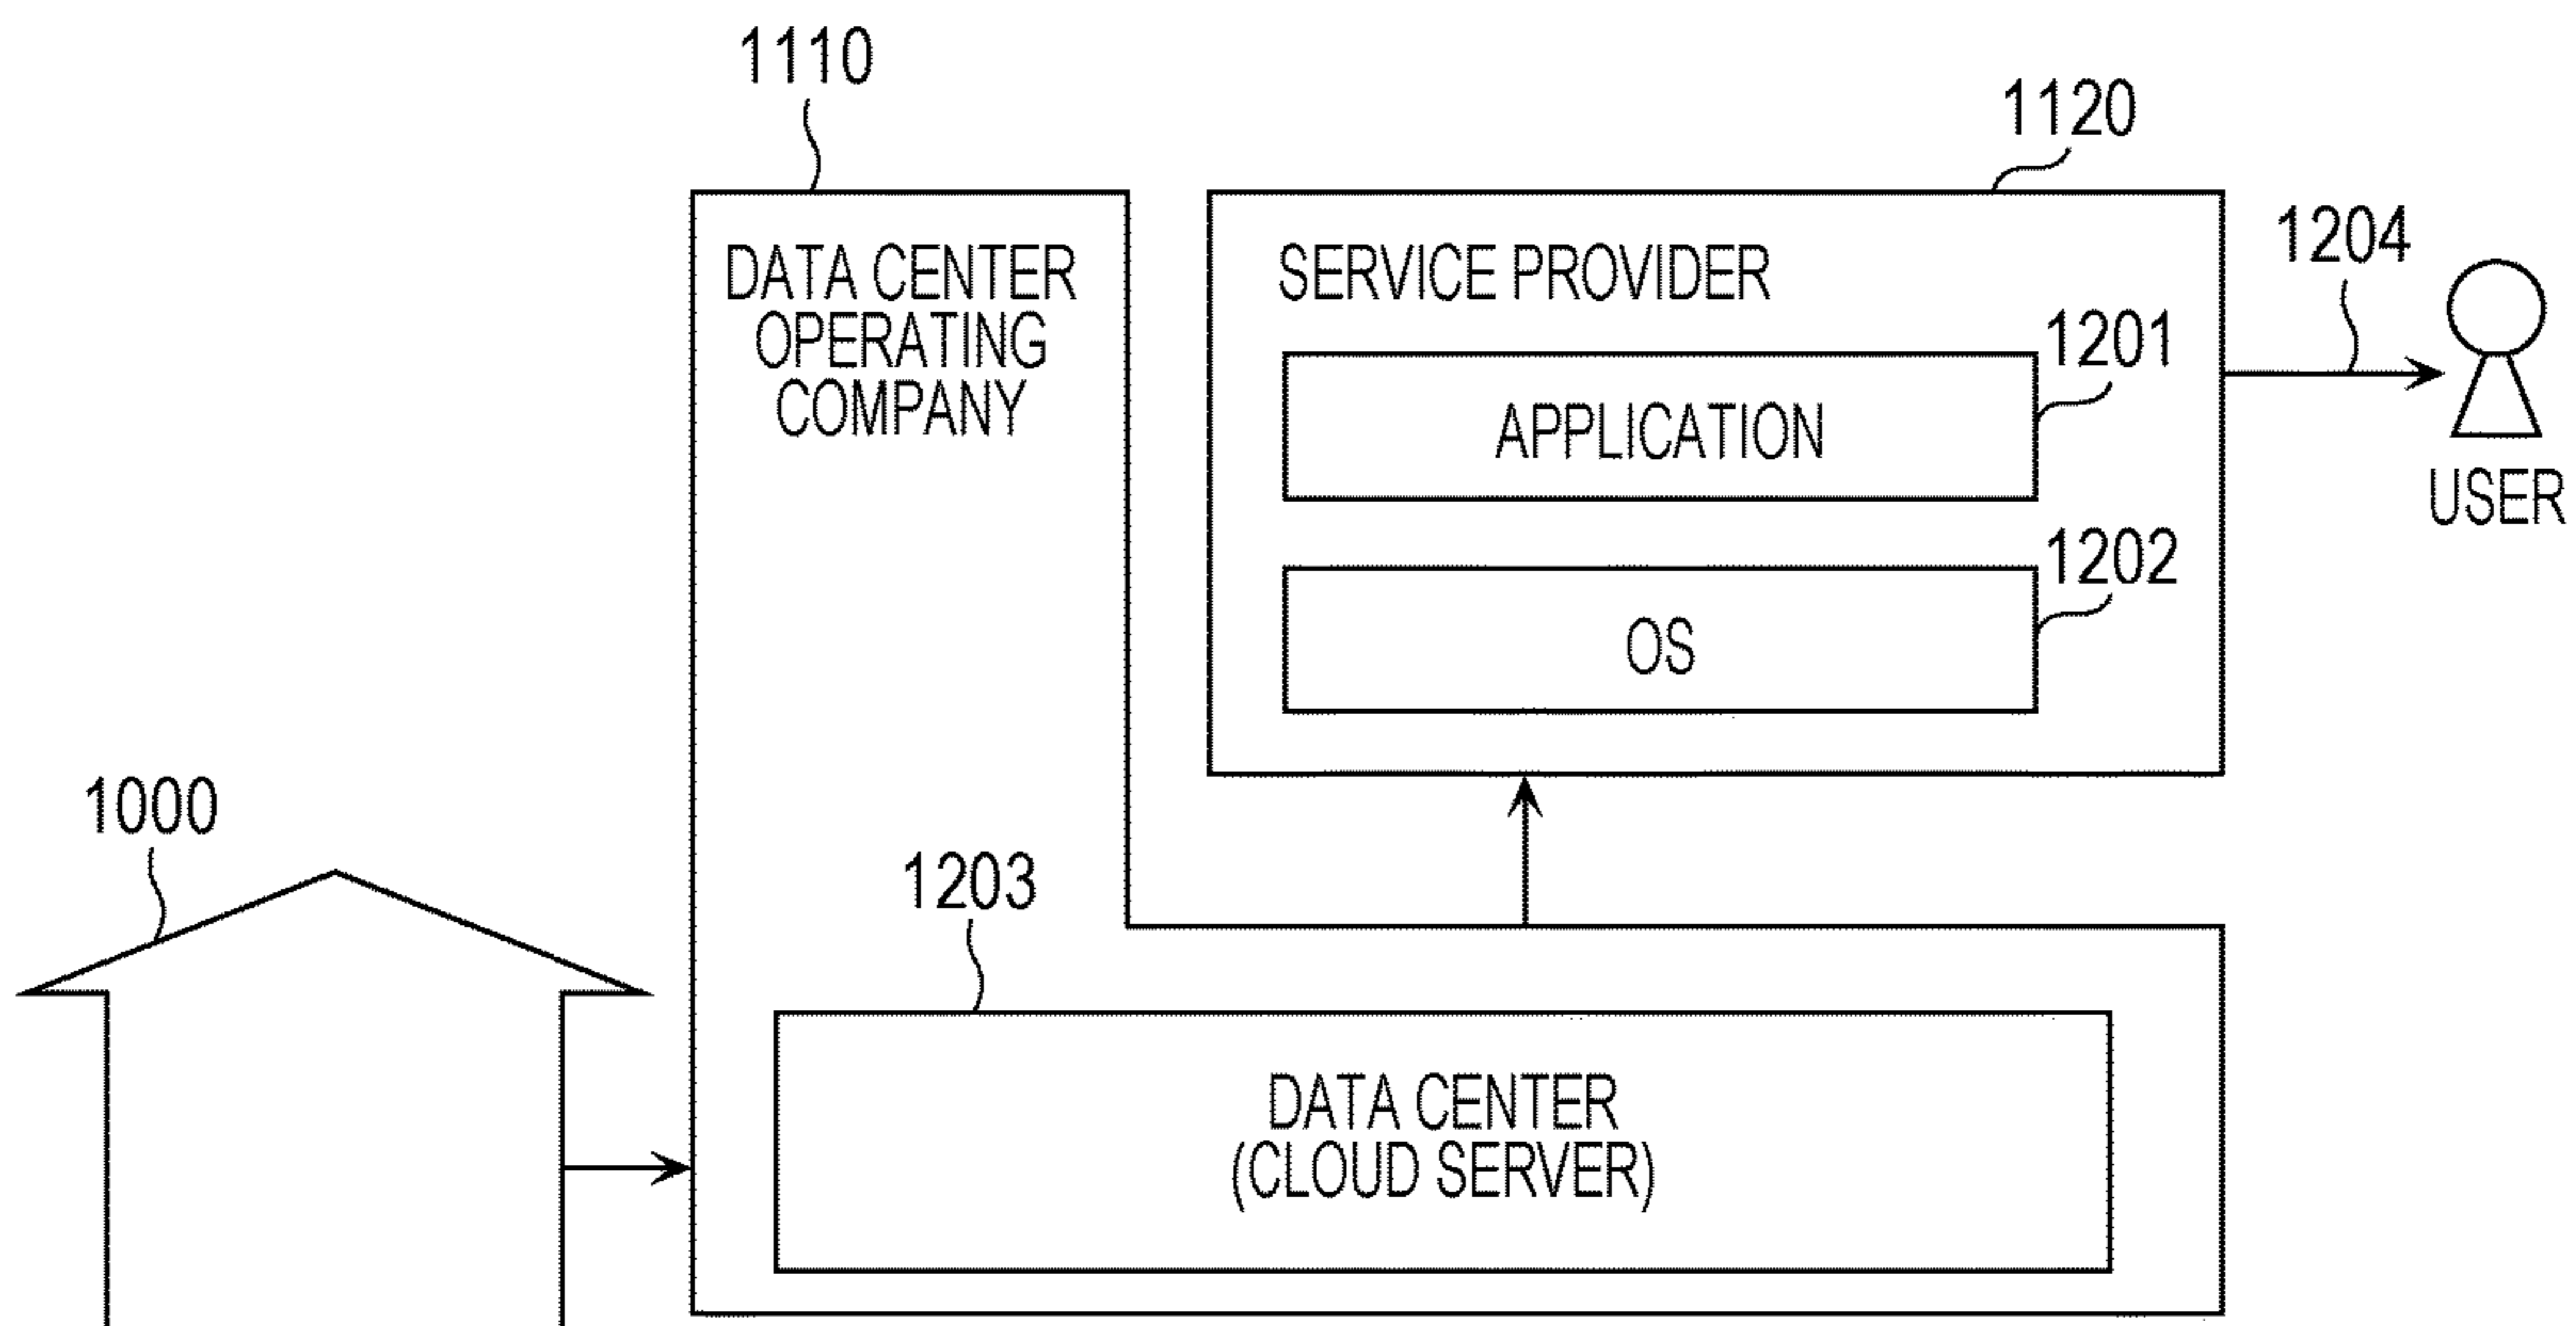 1110
1120
DATA CENTER
OPERATING
COMPANY
SERVICE PROVIDER
1204
1201
APPLICATION
USER
1202
OS
1000
1203
DATA CENTER
(CLOUD SERVER)